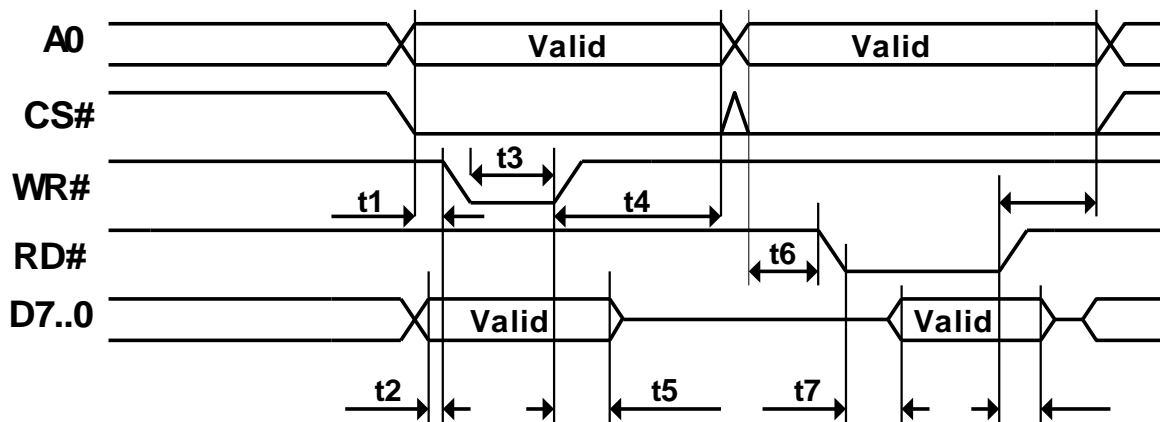 A0 Valid Valid
CS#
WR# t3
t1 t4
RD# t6
D7..0 Valid Valid
t2 t5 t7